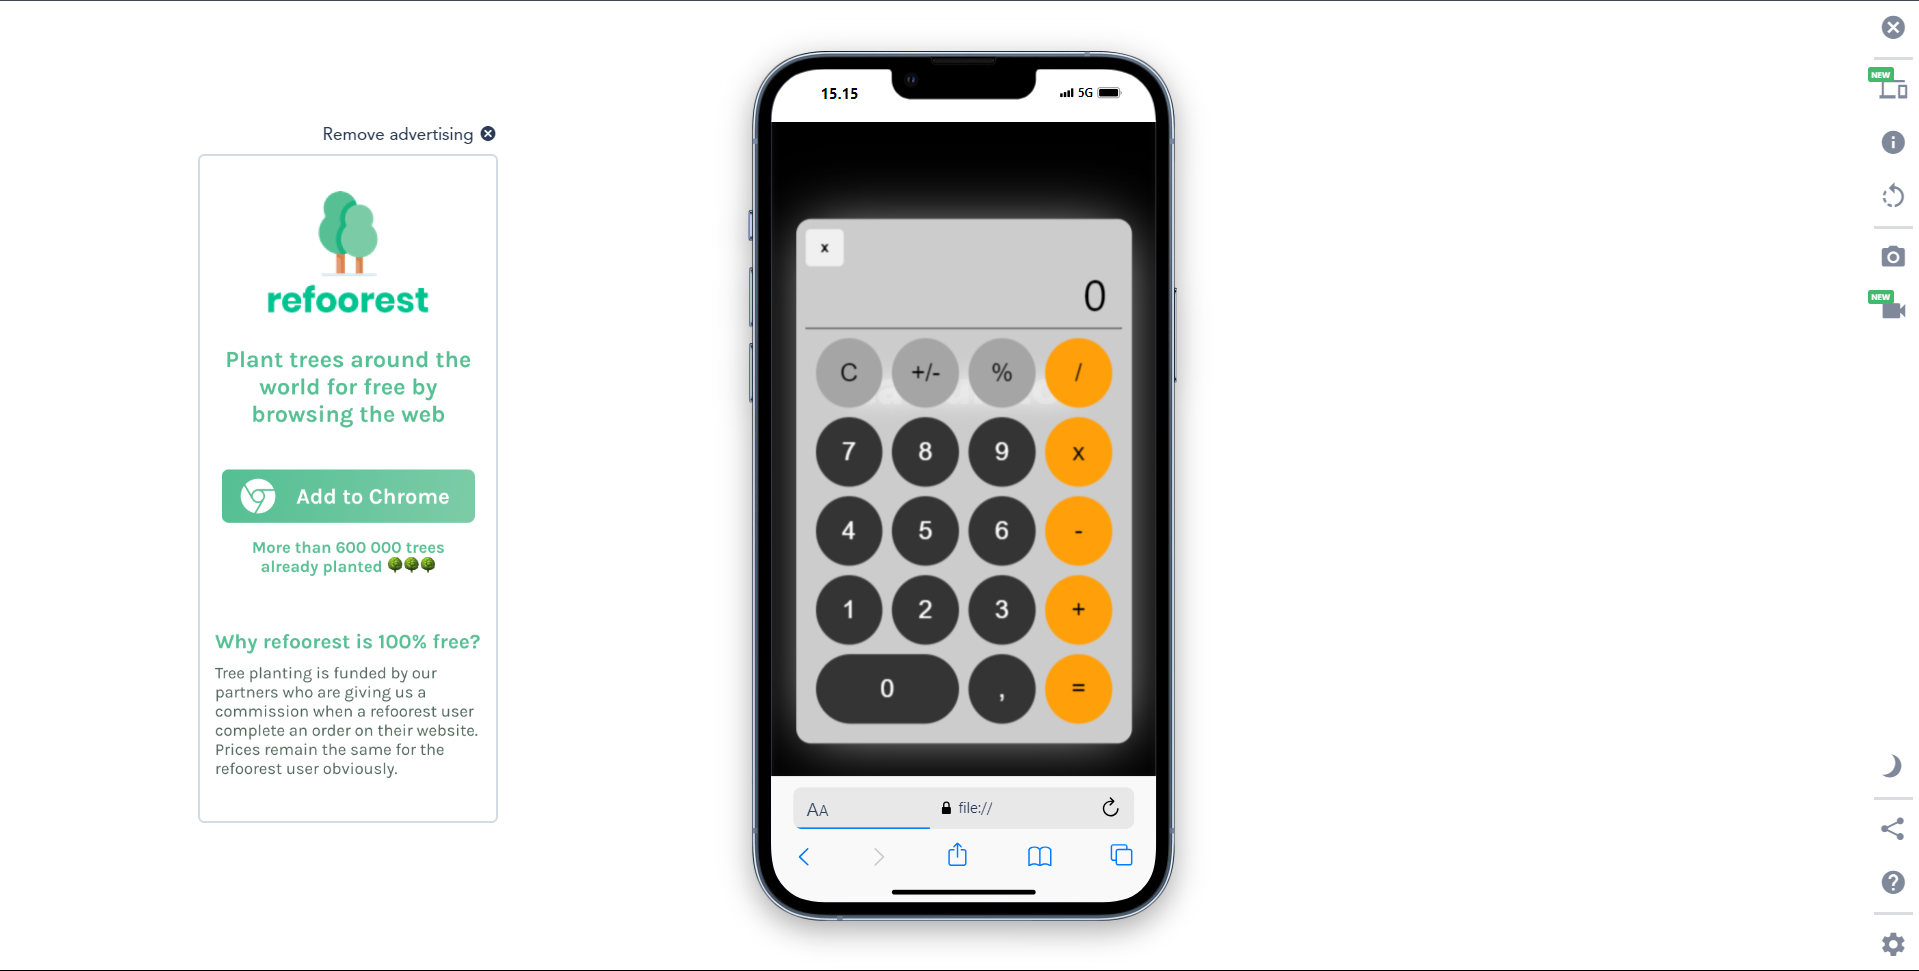 Remove advertising
refoorest
Plant trees around the
world for free by
browsing the web
Add to Chrome
More than 600 000 trees
already planted
Why refoorest is 100% free?
Tree planting is funded by our
partners who are giving us a
commission when a refoorest user
complete an order on their website.
Prices remain the same for the
refoorest user obviously.
15.15
5G
x
0
C +/- % /
7 8 9 x
4 5 6 -
1 2 3 +
0 , =
AA file://
NEW
NEW